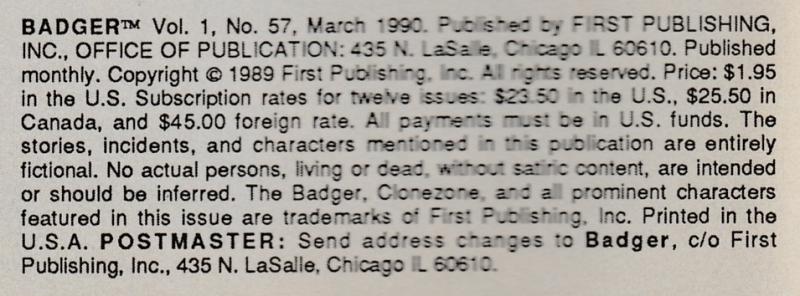 BADGER™ Vol. 1, No. 57, March 1990. Published by FIRST PUBLISHING,
INC., OFFICE OF PUBLICATION: 435 N. LaSalle, Chicago IL 60610. Published
monthly. Copyright © 1989 First Publishing, Inc. All rights reserved. Price: $1.95
in the U.S. Subscription rates for twelve issues: $23.50 in the U.S., $25.50 in
Canada, and $45.00 foreign rate. All payments must be in U.S. funds. The
stories, incidents, and characters mentioned in this publication are entirely
fictional. No actual persons, living or dead, without satiric content, are intended
or should be inferred. The Badger, Clonezone, and all prominent characters
featured in this issue are trademarks of First Publishing, Inc. Printed in the
U.S.A. POSTMASTER: Send address changes to Badger, c/o First
Publishing, Inc., 435 N. LaSalle, Chicago IL 60610.